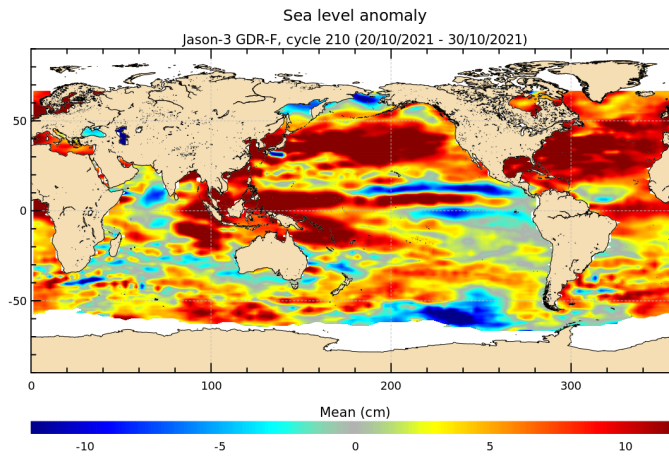 Sea level anomaly
Jason-3 GDR-F, cycle 210 (20/10/2021 - 30/10/2021)
50
0
-50
0 100 200 300
Mean (cm)
-10 -5 0 5 10